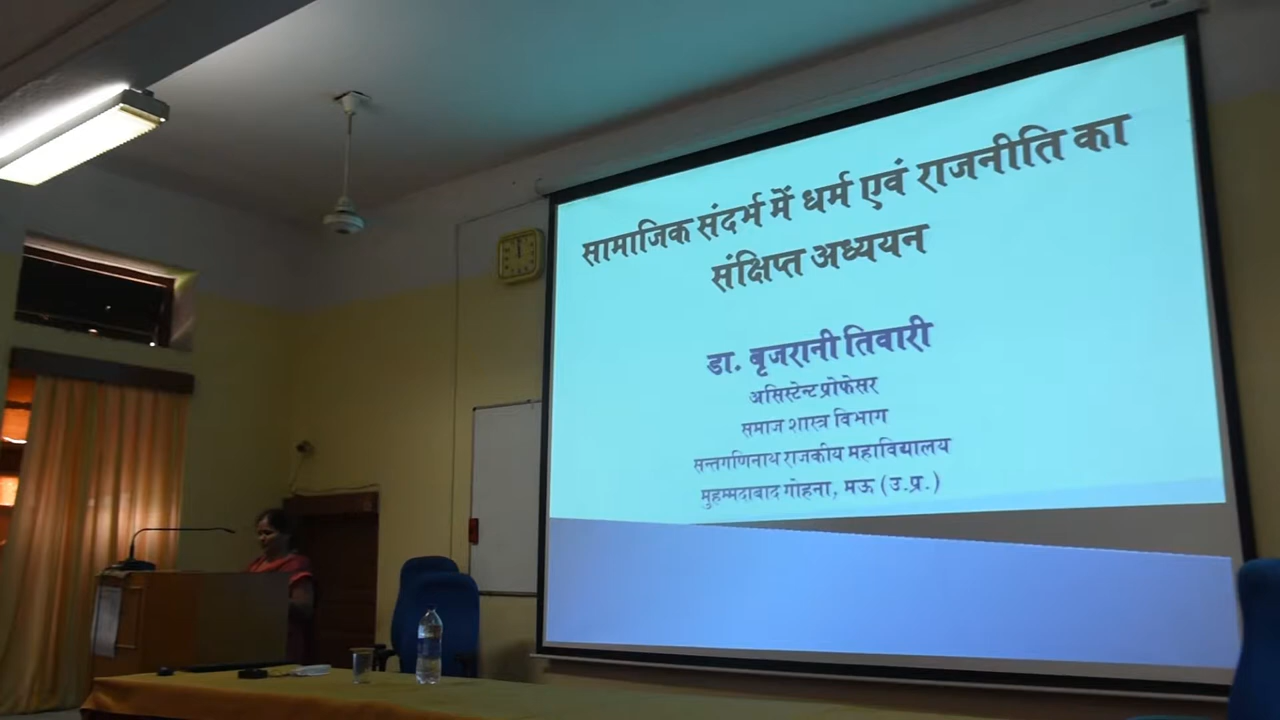 सामाजिक संदर्भ में धर्म एवं राजनीति का
संक्षिप्त अध्ययन
डा. बृजरानी तिवारी
असिस्टेन्ट प्रोफेसर
समाज शास्त्र विभाग
सन्तगणिनाथ राजकीय महाविद्यालय
मुहम्मदाबाद गोहना, मऊ (उ.प्र.)